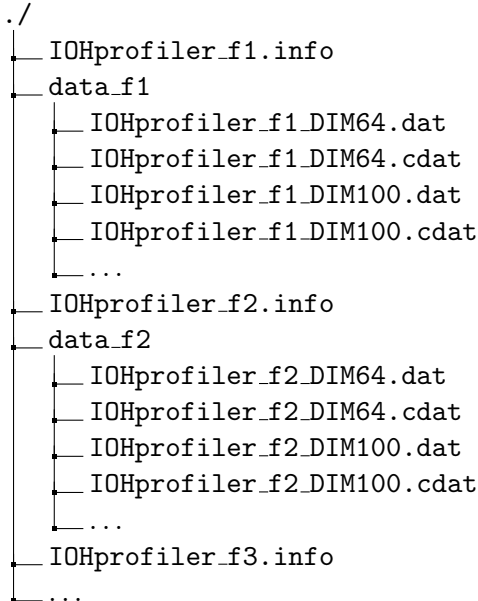 ./
IOHprofiler_f1.info
data_f1
IOHprofiler_f1_DIM64.dat
IOHprofiler_f1_DIM64.cdat
IOHprofiler_f1_DIM100.dat
IOHprofiler_f1_DIM100.cdat
...
IOHprofiler_f2.info
data_f2
IOHprofiler_f2_DIM64.dat
IOHprofiler_f2_DIM64.cdat
IOHprofiler_f2_DIM100.dat
IOHprofiler_f2_DIM100.cdat
...
IOHprofiler_f3.info
...